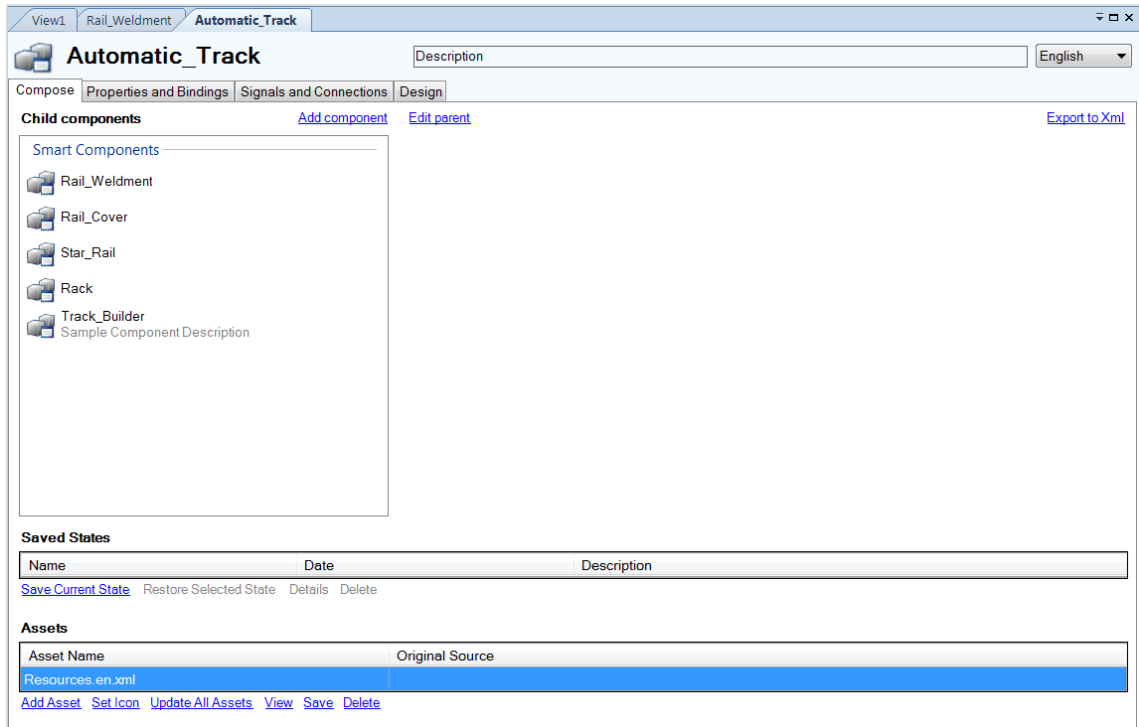 View1 Rail_Weldment Automatic_Track
Automatic_Track Description English
Compose Properties and Bindings Signals and Connections Design
Child components Add component Edit parent Export to Xml
Smart Components
Rail_Weldment
Rail_Cover
Star_Rail
Rack
Track_Builder
Sample Component Description
Saved States
Name Date Description
Save Current State Restore Selected State Details Delete
Assets
Asset Name Original Source
Resources.en.xml
Add Asset Set Icon Update All Assets View Save Delete